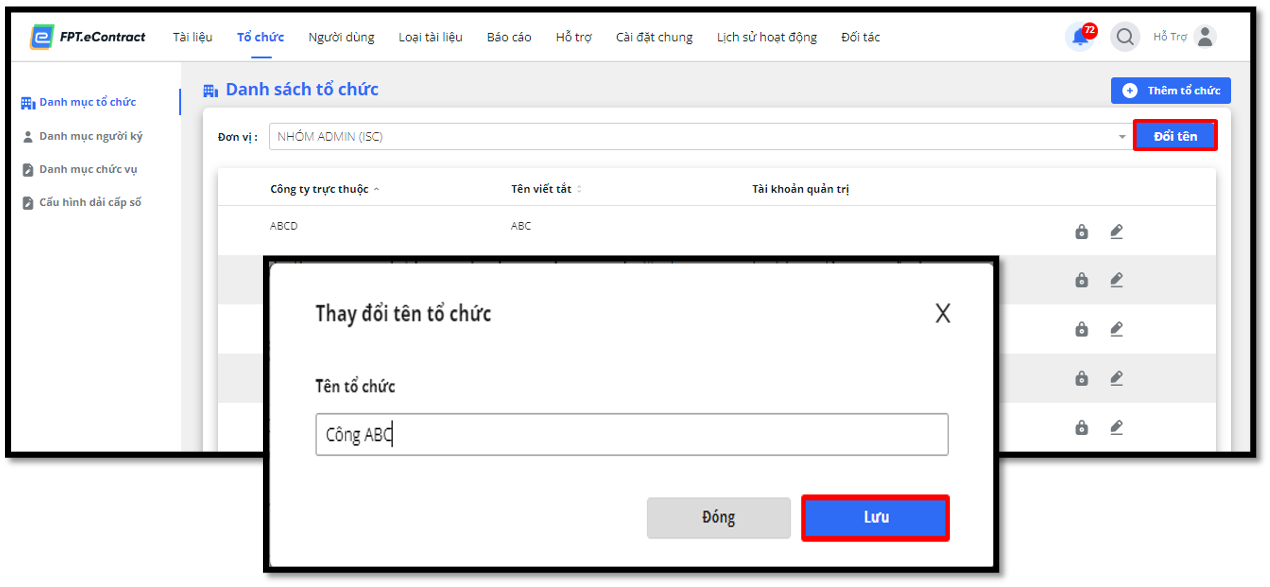 FPT.eContract Tài liệu Tổ chức Người dùng Loại tài liệu Báo cáo Hỗ trợ Cài đặt chung Lịch sử hoạt động Đối tác 72 Hỗ Trợ
Danh mục tổ chức
Danh mục người ký
Danh mục chức vụ
Cấu hình dải cấp số
Danh sách tổ chức
Thêm tổ chức
Đơn vị : NHÓM ADMIN (ISC) Đổi tên
Công ty trực thuộc Tên viết tắt Tài khoản quản trị
ABCD ABC
Thay đổi tên tổ chức X
Tên tổ chức
Công ABC
Đóng Lưu